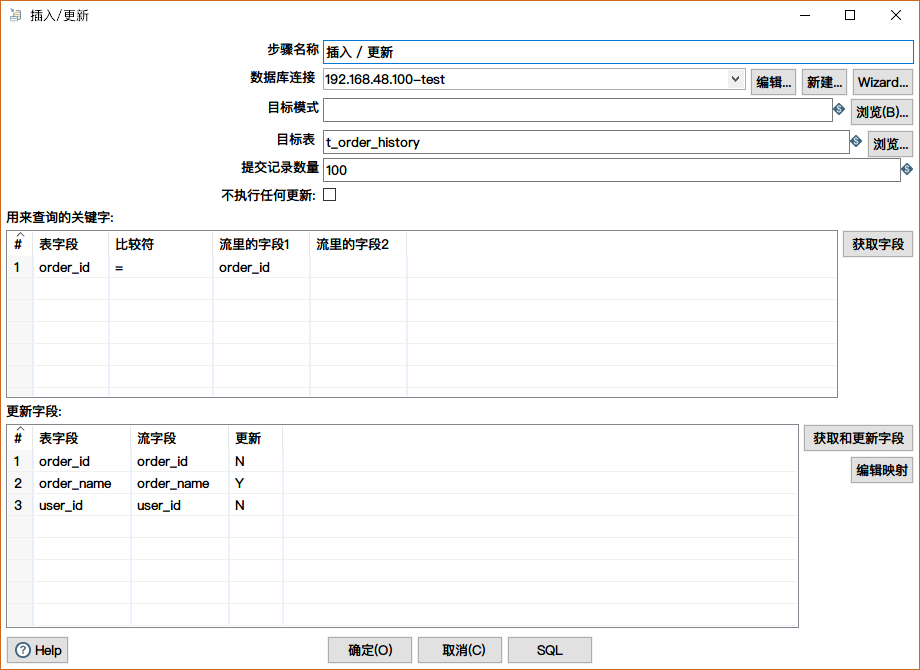 插入/更新
步骤名称 插入 / 更新
数据库连接 192.168.48.100-test 编辑... 新建... Wizard...
目标模式 浏览(B)...
目标表 t_order_history 浏览...
提交记录数量 100
不执行任何更新:
用来查询的关键字:
# 表字段 比较符 流里的字段1 流里的字段2 获取字段
1 order_id = order_id
更新字段:
# 表字段 流字段 更新 获取和更新字段
1 order_id order_id N
编辑映射
2 order_name order_name Y
3 user_id user_id N
Help 确定(O) 取消(C) SQL